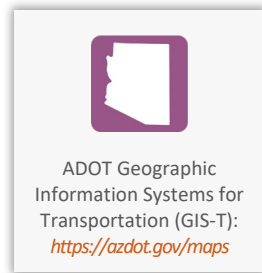 ADOT Geographic
Information Systems for
Transportation (GIS-T):
https://azdot.gov/maps